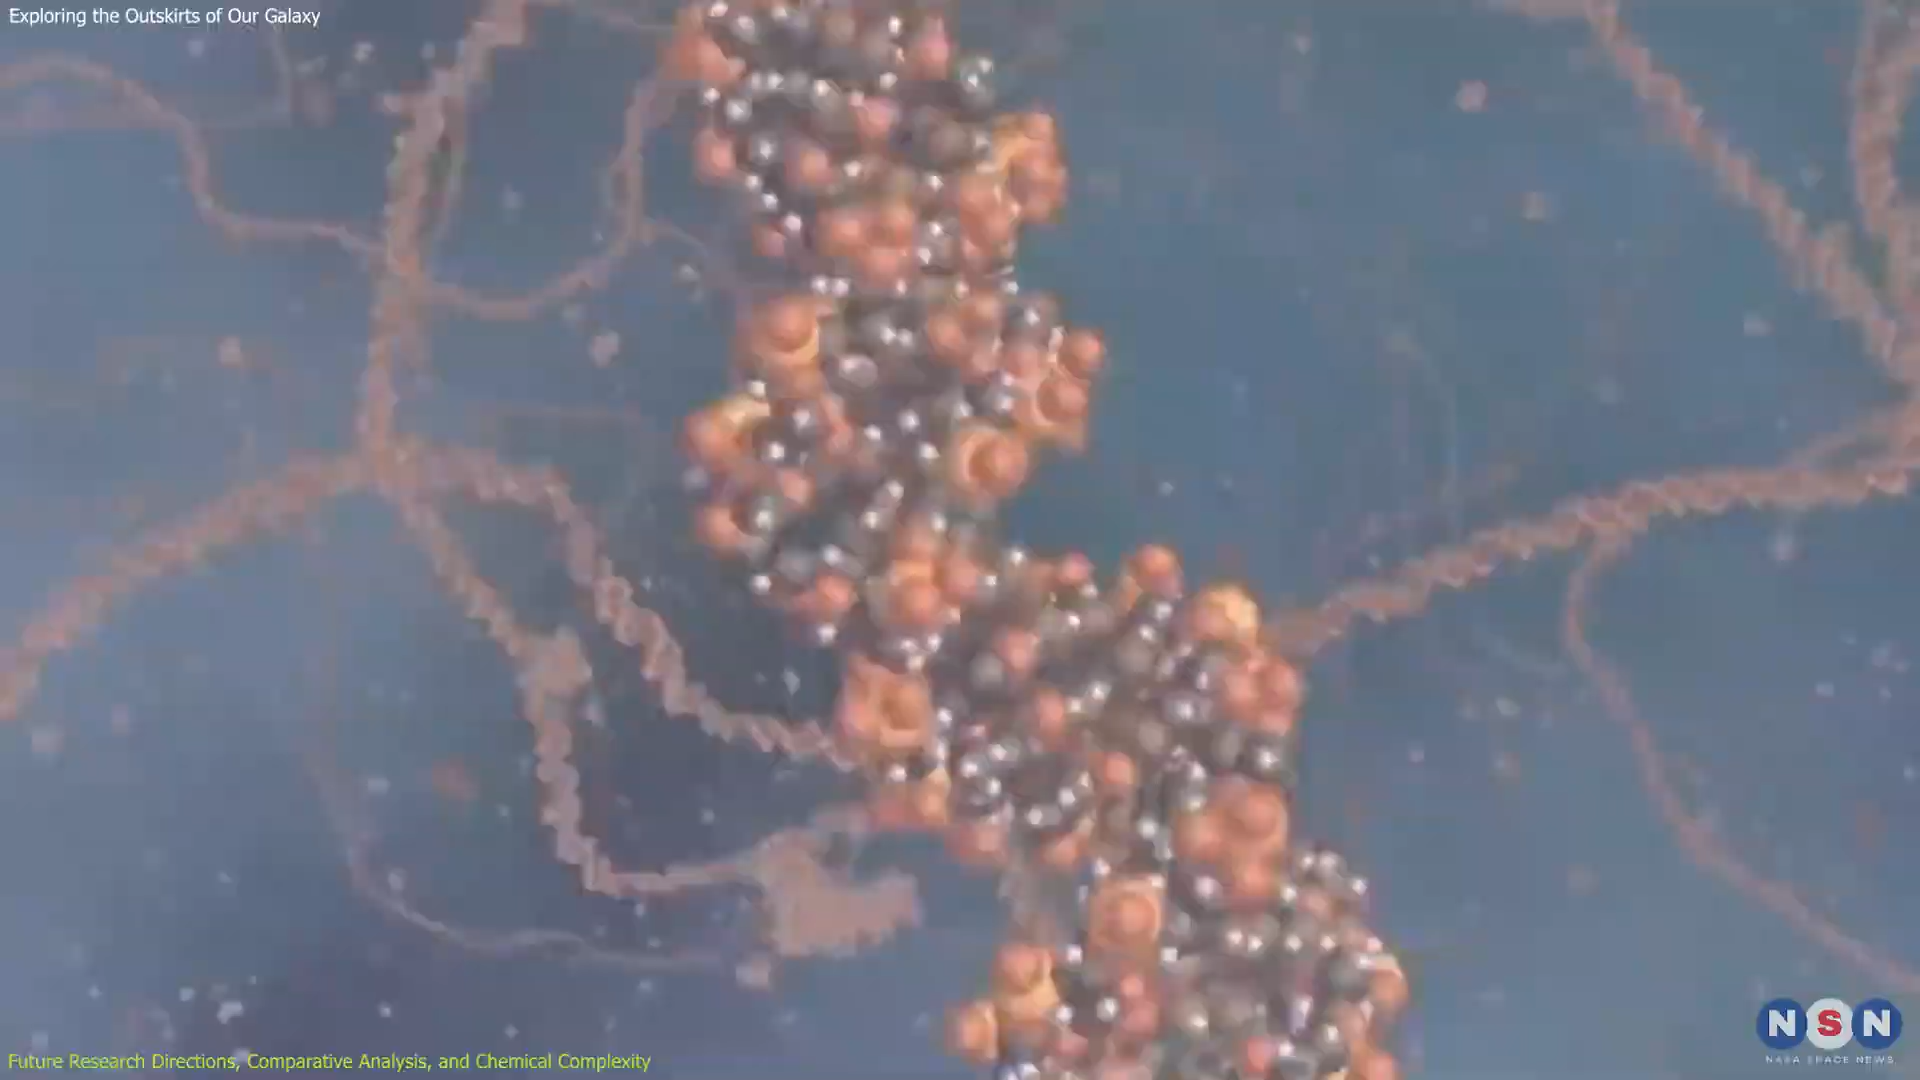 Exploring the Outskirts of Our Galaxy
Future Research Directions, Comparative Analysis, and Chemical Complexity
NSN
NASA SPACE NEWS